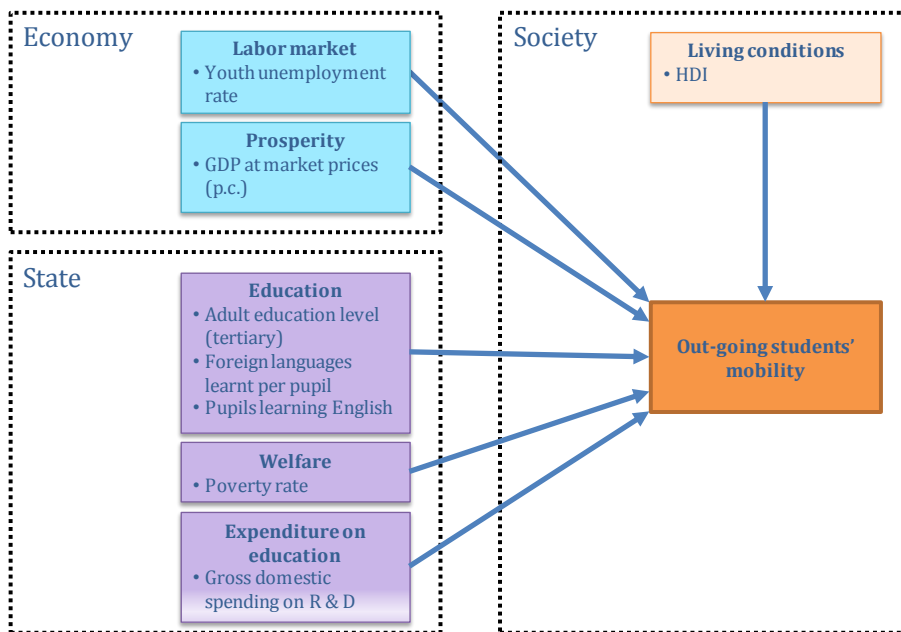 Economy
Labor market
• Youth unemployment
rate
Prosperity
• GDP at market prices
(p.c.)
State
Education
• Adult education level
(tertiary)
• Foreign languages
learnt per pupil
• Pupils learning English
Welfare
• Poverty rate
Expenditure on
education
• Gross domestic
spending on R & D
Society
Living conditions
• HDI
Out-going students'
mobility